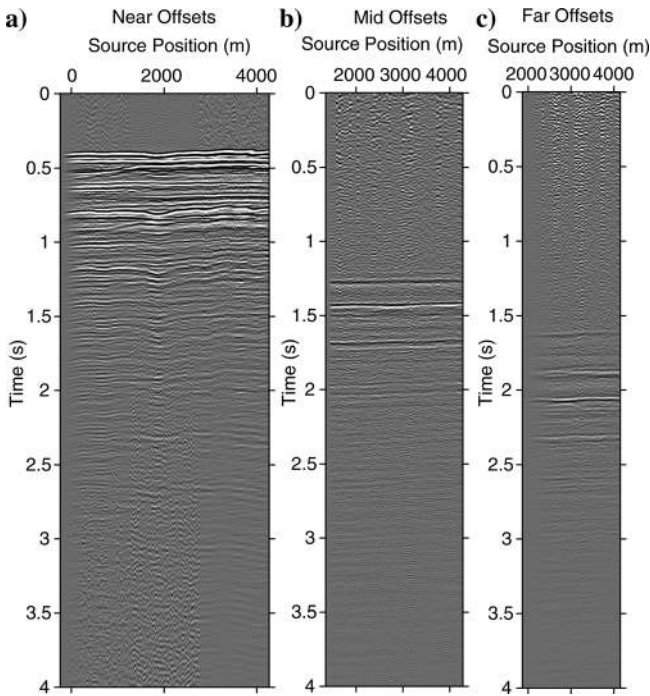 a) Near Offsets
Source Position (m)
0 2000 4000
0
0.5
1
1.5
2
2.5
3
3.5
4
Time (s)
b) Mid Offsets
Source Position (m)
2000 3000 4000
0
0.5
1
1.5
2
2.5
3
3.5
4
Time (s)
c) Far Offsets
Source Position (m)
2000 3000 4000
0
0.5
1
1.5
2
2.5
3
3.5
4
Time (s)